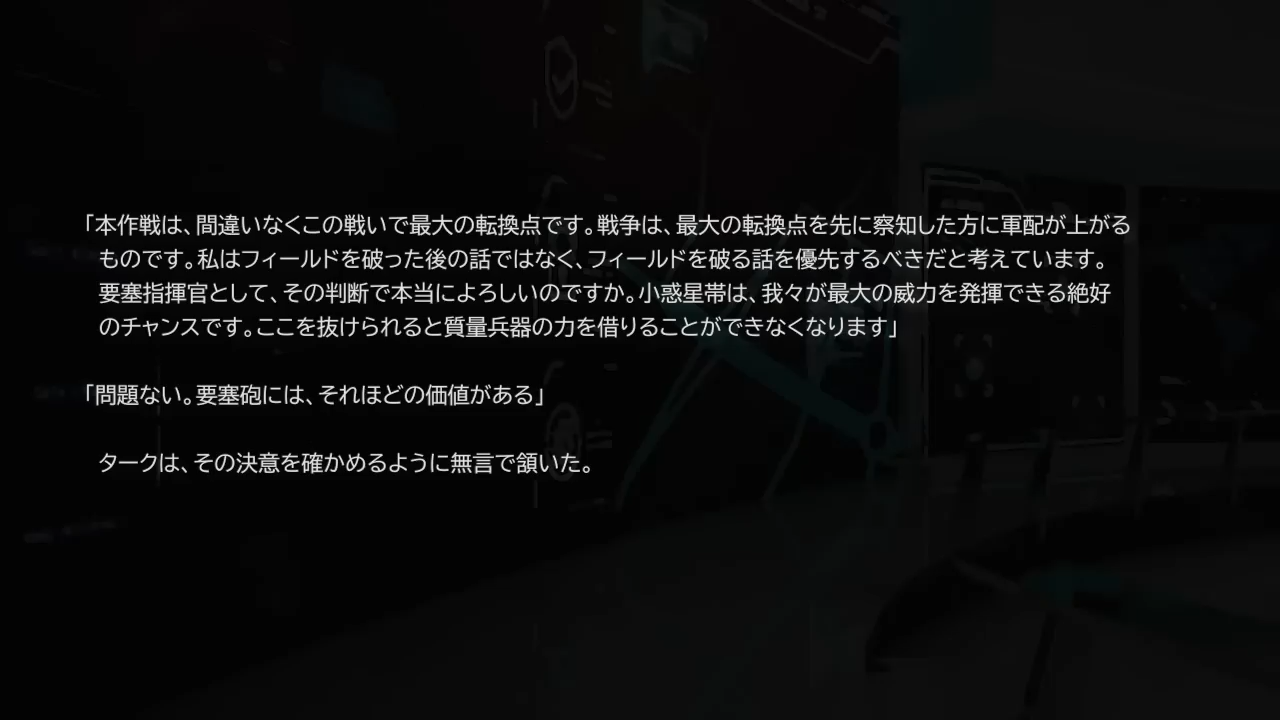 「本作戦は、間違いなくこの戦いで最大の転換点です。戦争は、最大の転換点を先に察知した方に軍配が上がる
ものです。私はフィールドを破った後の話ではなく、フィールドを破る話を優先するべきだと考えています。
要塞指揮官として、その判断で本当によろしいのですか。小惑星帯は、我々が最大の威力を発揮できる絶好
のチャンスです。ここを抜けられると質量兵器の力を借りることができなくなります」
「問題ない。要塞砲には、それほどの価値がある」
タークは、その決意を確かめるように無言で頷いた。